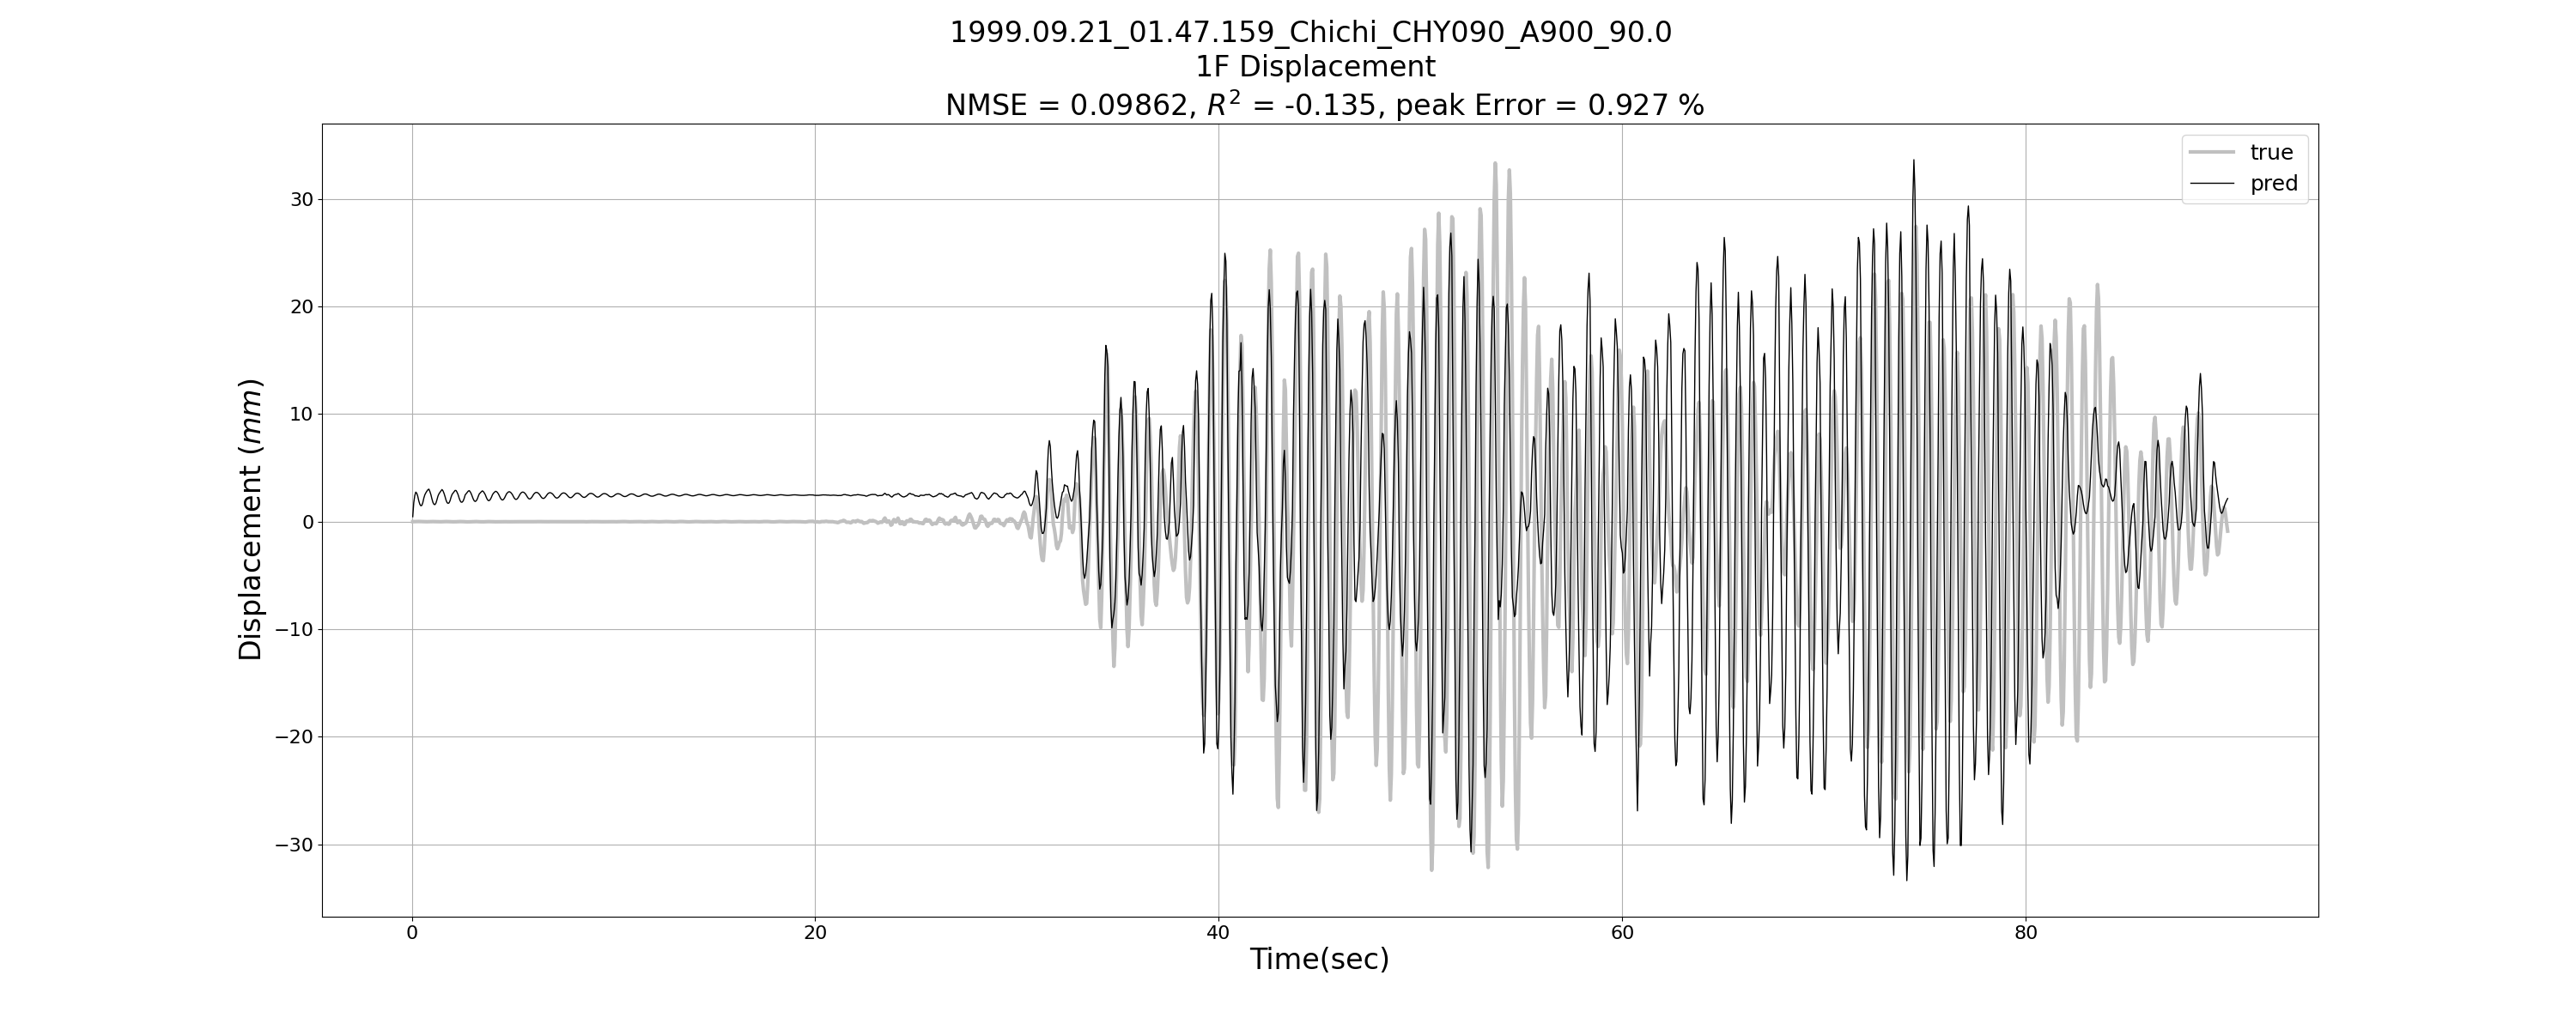 1999.09.21_01.47.159_Chichi_CHY090_A900_90.0
1F Displacement
NMSE = 0.09862, R² = -0.135, peak Error = 0.927 %
true
pred
Displacement (mm)
30
20
10
0
−10
−20
−30
0 20 40 60 80
Time(sec)